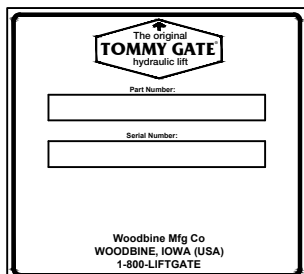 The original
TOMMY GATE®
hydraulic lift
Part Number:
Serial Number:
Woodbine Mfg Co
WOODBINE, IOWA (USA)
1-800-LIFTGATE